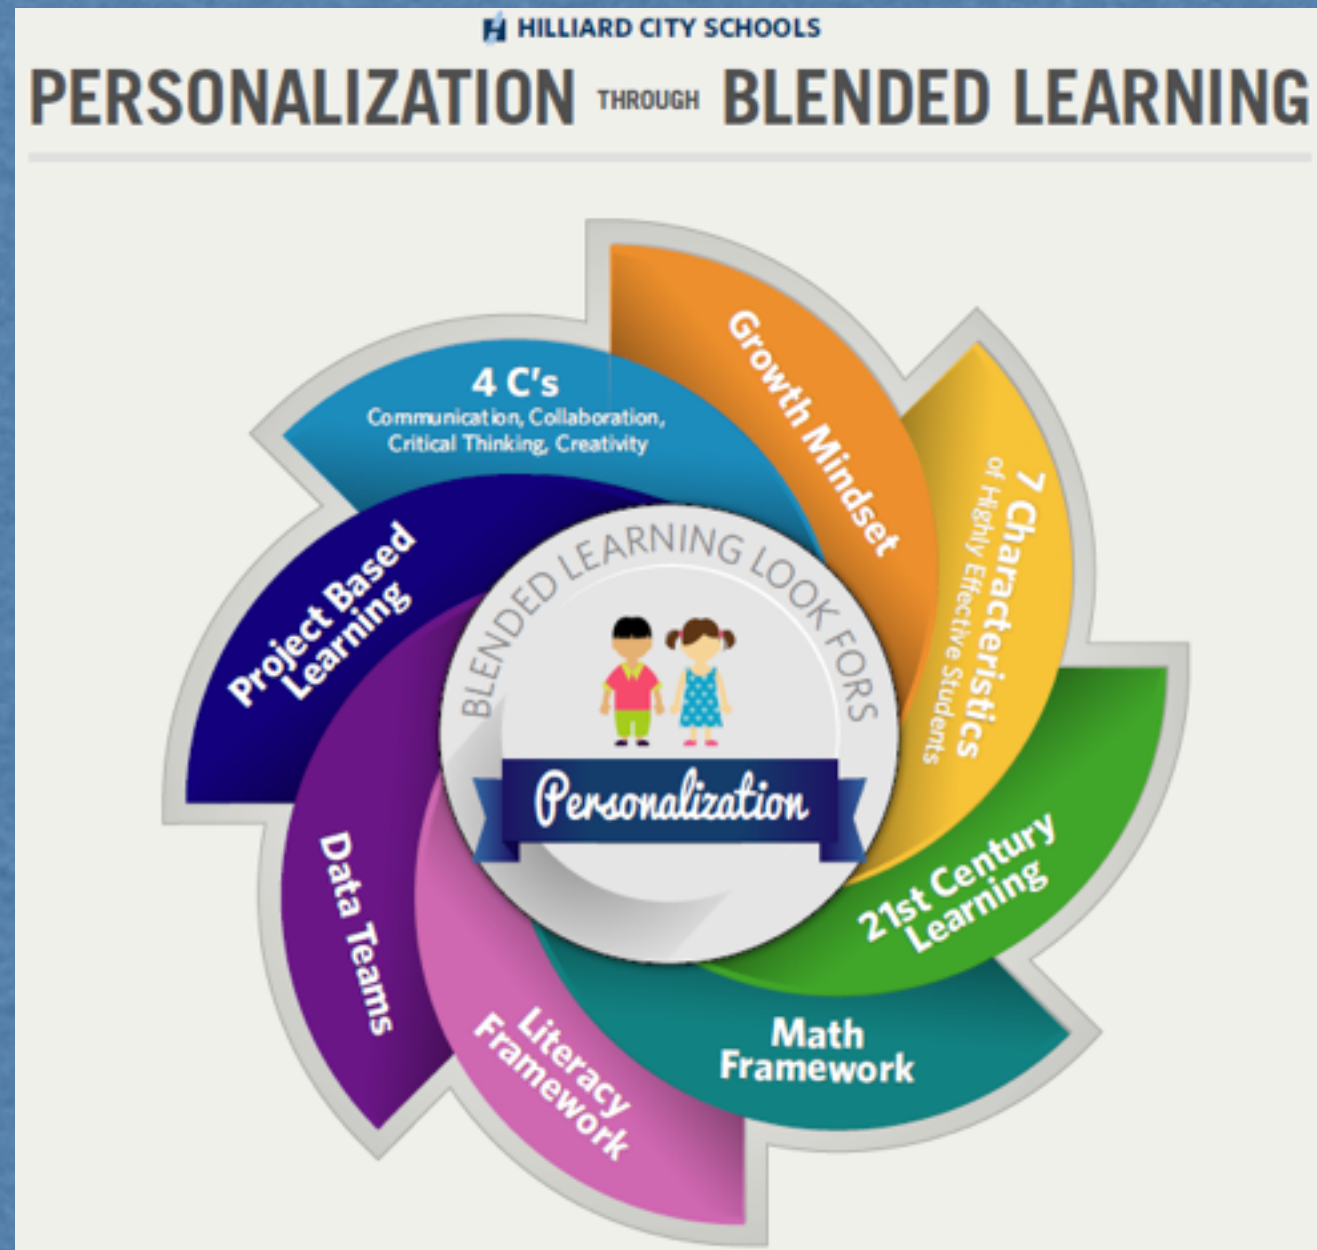 HILLIARD CITY SCHOOLS
PERSONALIZATION THROUGH BLENDED LEARNING
Growth Mindset
7 Characteristics
of Highly Effective Students
21st Century
Learning
Math
Framework
Literacy
Framework
Data Teams
Project Based
Learning
4 C's
Communication, Collaboration,
Critical Thinking, Creativity
BLENDED LEARNING LOOK FORS
Personalization